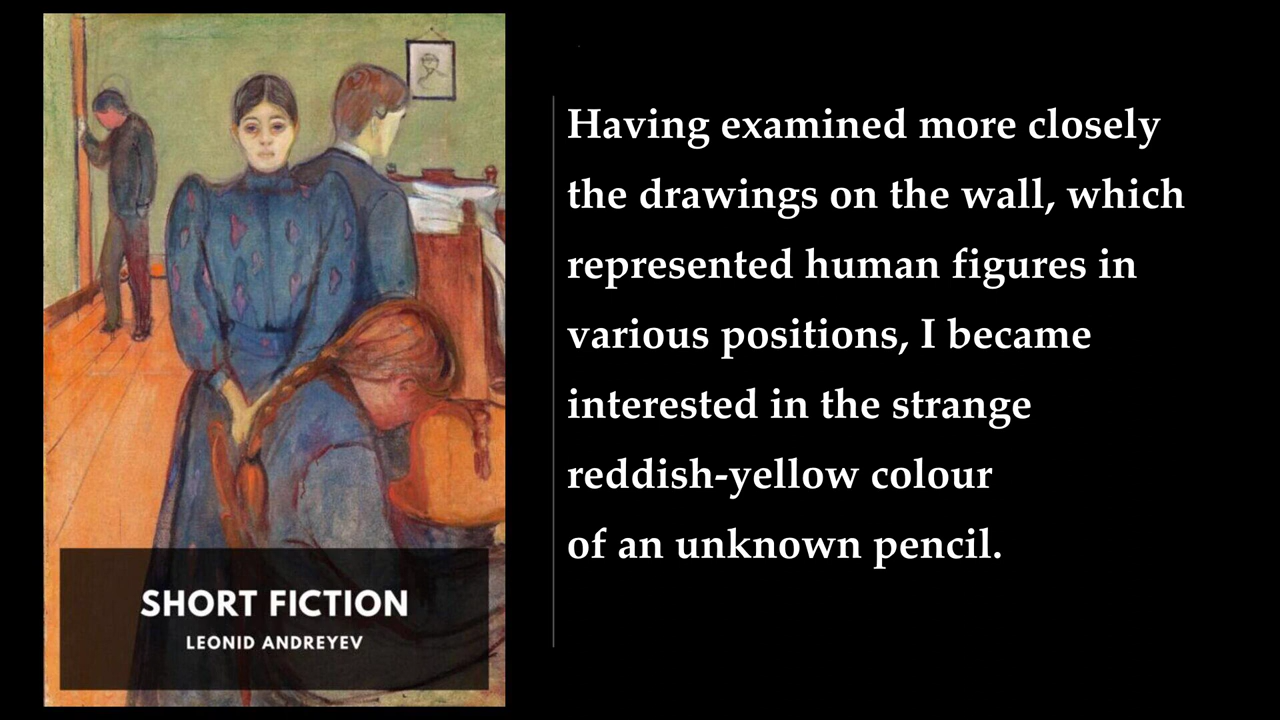 SHORT FICTION
LEONID ANDREYEV
Having examined more closely
the drawings on the wall, which
represented human figures in
various positions, I became
interested in the strange
reddish-yellow colour
of an unknown pencil.